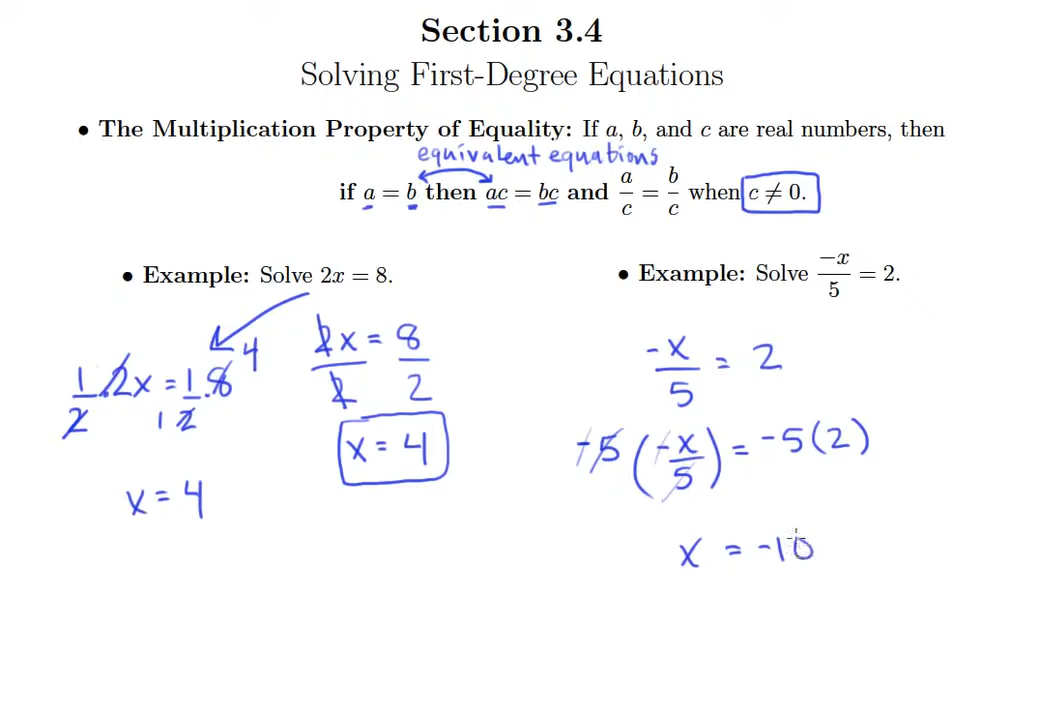 Section 3.4
Solving First-Degree Equations
• The Multiplication Property of Equality: If a, b, and c are real numbers, then
equivalent equations
if a = b then ac = bc and a/c = b/c when c ≠ 0.
• Example: Solve 2x = 8.
• Example: Solve -x/5 = 2.
1/2 · 2x = 1/2 · 8
1
4
x = 4
2x/2 = 8/2
x = 4
-x/5 = 2
-5(-x/5) = -5(2)
x = -10